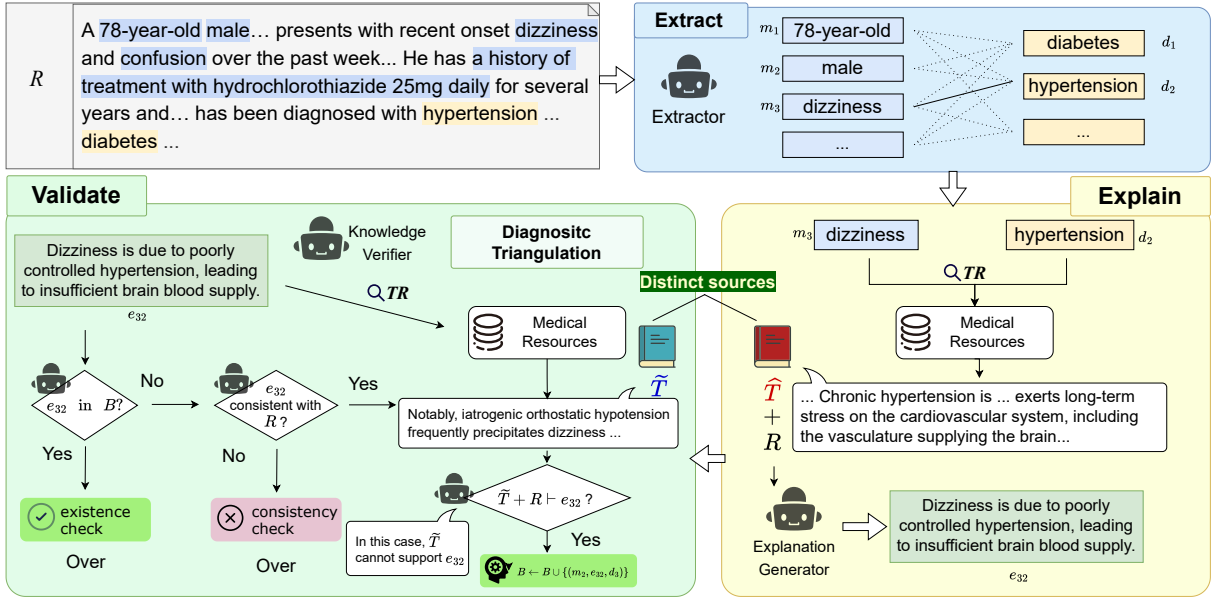 R
A 78-year-old male… presents with recent onset dizziness
and confusion over the past week... He has a history of
treatment with hydrochlorothiazide 25mg daily for several
years and… has been diagnosed with hypertension ...
diabetes ...
Extract
Extractor
m₁ 78-year-old
m₂ male
m₃ dizziness
...
diabetes d₁
hypertension d₂
...
Validate
Dizziness is due to poorly
controlled hypertension, leading
to insufficient brain blood supply.
e₃₂
Knowledge
Verifier
Diagnositc
Triangulation
TR
Medical
Resources
e₃₂ in B?
No
Yes
e₃₂
consistent with
R ?
Yes
No
Notably, iatrogenic orthostatic hypotension
frequently precipitates dizziness ...
T̃ + R ⊢ e₃₂ ?
Yes
In this case, T̃
cannot support e₃₂
existence
check
Over
consistency
check
Over
B ← B ∪ {(m₂, e₃₂, d₃)}
Distinct sources
T̃
T̂
+
R
Explain
m₃ dizziness
hypertension d₂
TR
Medical
Resources
... Chronic hypertension is ... exerts long-term
stress on the cardiovascular system, including
the vasculature supplying the brain...
Explanation
Generator
Dizziness is due to poorly
controlled hypertension, leading
to insufficient brain blood supply.
e₃₂